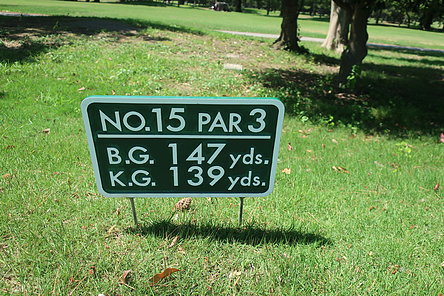 NO.15 PAR 3
B.G. 147 yds.
K.G. 139 yds.